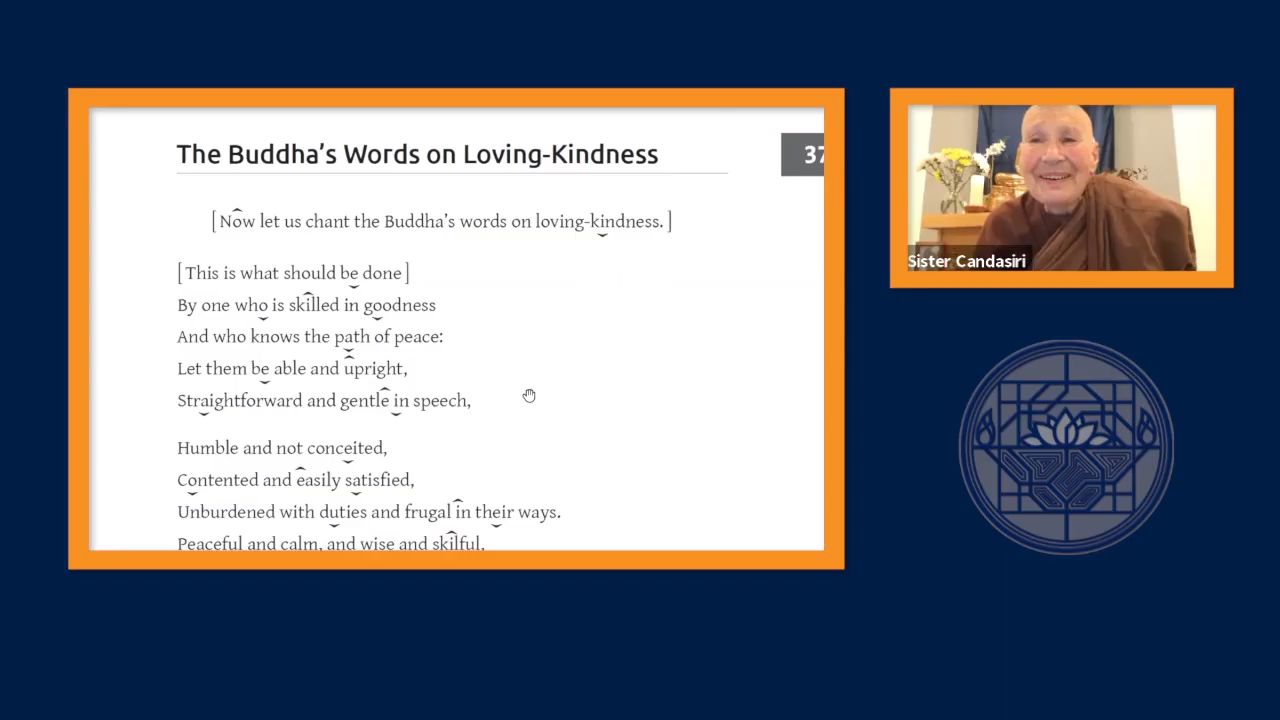 The Buddha's Words on Loving-Kindness
37
[Now let us chant the Buddha's words on loving-kindness.]
[This is what should be done]
By one who is skilled in goodness
And who knows the path of peace:
Let them be able and upright,
Straightforward and gentle in speech,
Humble and not conceited,
Contented and easily satisfied,
Unburdened with duties and frugal in their ways.
Peaceful and calm, and wise and skilful,
Sister Candasiri